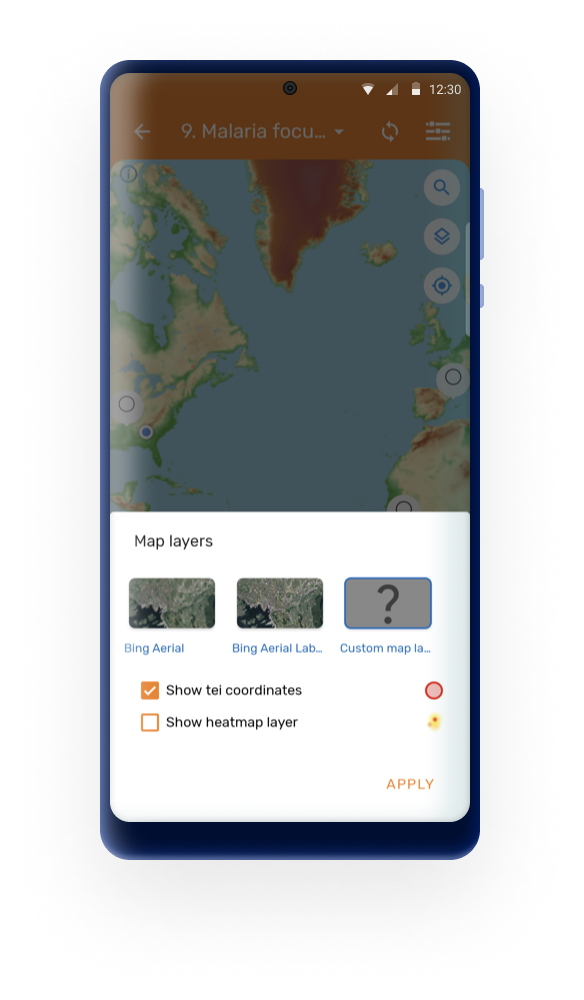 12:30
9. Malaria focu...
Map layers
Bing Aerial
Bing Aerial Lab...
Custom map la...
Show tei coordinates
Show heatmap layer
APPLY